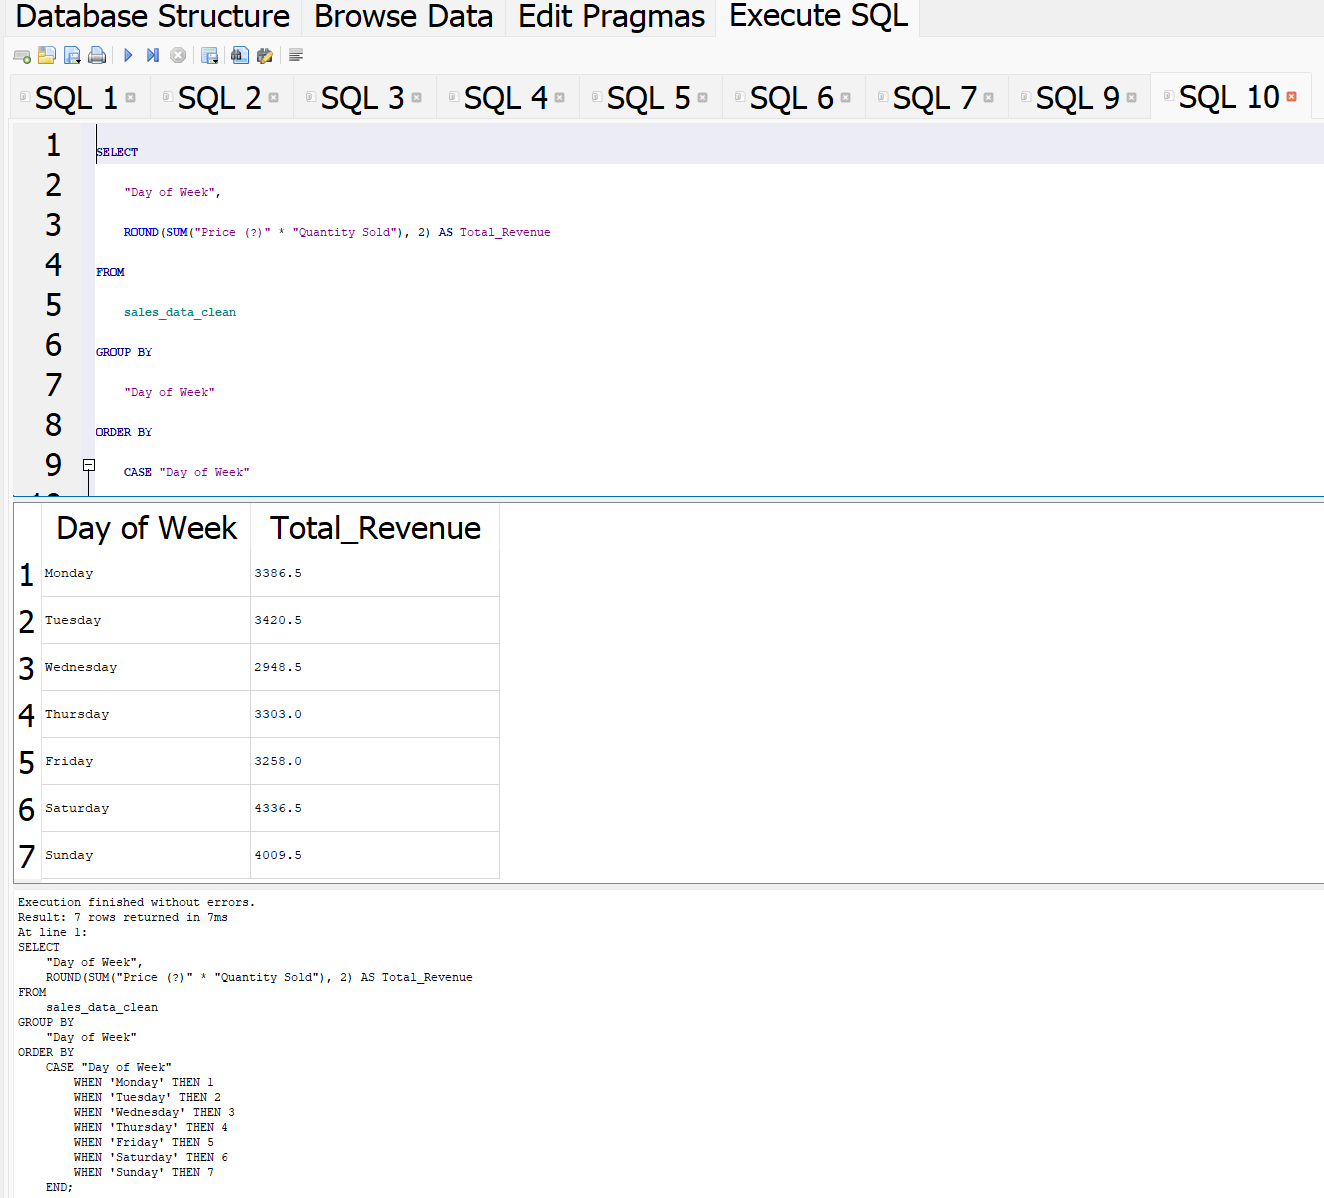 Database Structure Browse Data Edit Pragmas Execute SQL
SQL 1 SQL 2 SQL 3 SQL 4 SQL 5 SQL 6 SQL 7 SQL 9 SQL 10
1 SELECT
2 "Day of Week",
3 ROUND(SUM("Price (?)" * "Quantity Sold"), 2) AS Total_Revenue
4 FROM
5 sales_data_clean
6 GROUP BY
7 "Day of Week"
8 ORDER BY
9 CASE "Day of Week"
Day of Week Total_Revenue
1 Monday 3386.5
2 Tuesday 3420.5
3 Wednesday 2948.5
4 Thursday 3303.0
5 Friday 3258.0
6 Saturday 4336.5
7 Sunday 4009.5
Execution finished without errors.
Result: 7 rows returned in 7ms
At line 1:
SELECT
"Day of Week",
ROUND(SUM("Price (?)" * "Quantity Sold"), 2) AS Total_Revenue
FROM
sales_data_clean
GROUP BY
"Day of Week"
ORDER BY
CASE "Day of Week"
WHEN 'Monday' THEN 1
WHEN 'Tuesday' THEN 2
WHEN 'Wednesday' THEN 3
WHEN 'Thursday' THEN 4
WHEN 'Friday' THEN 5
WHEN 'Saturday' THEN 6
WHEN 'Sunday' THEN 7
END;